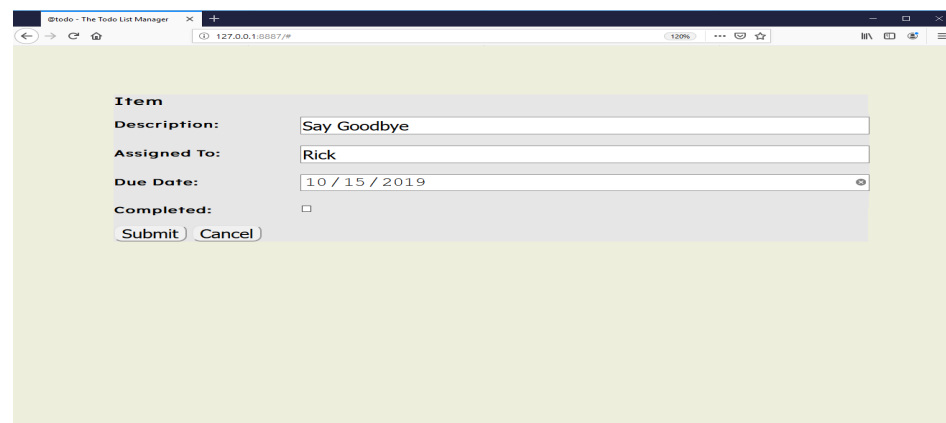 @todo - The Todo List Manager
127.0.0.1:8887/#
120%
Item
Description: Say Goodbye
Assigned To: Rick
Due Date: 10/15/2019
Completed:
Submit Cancel